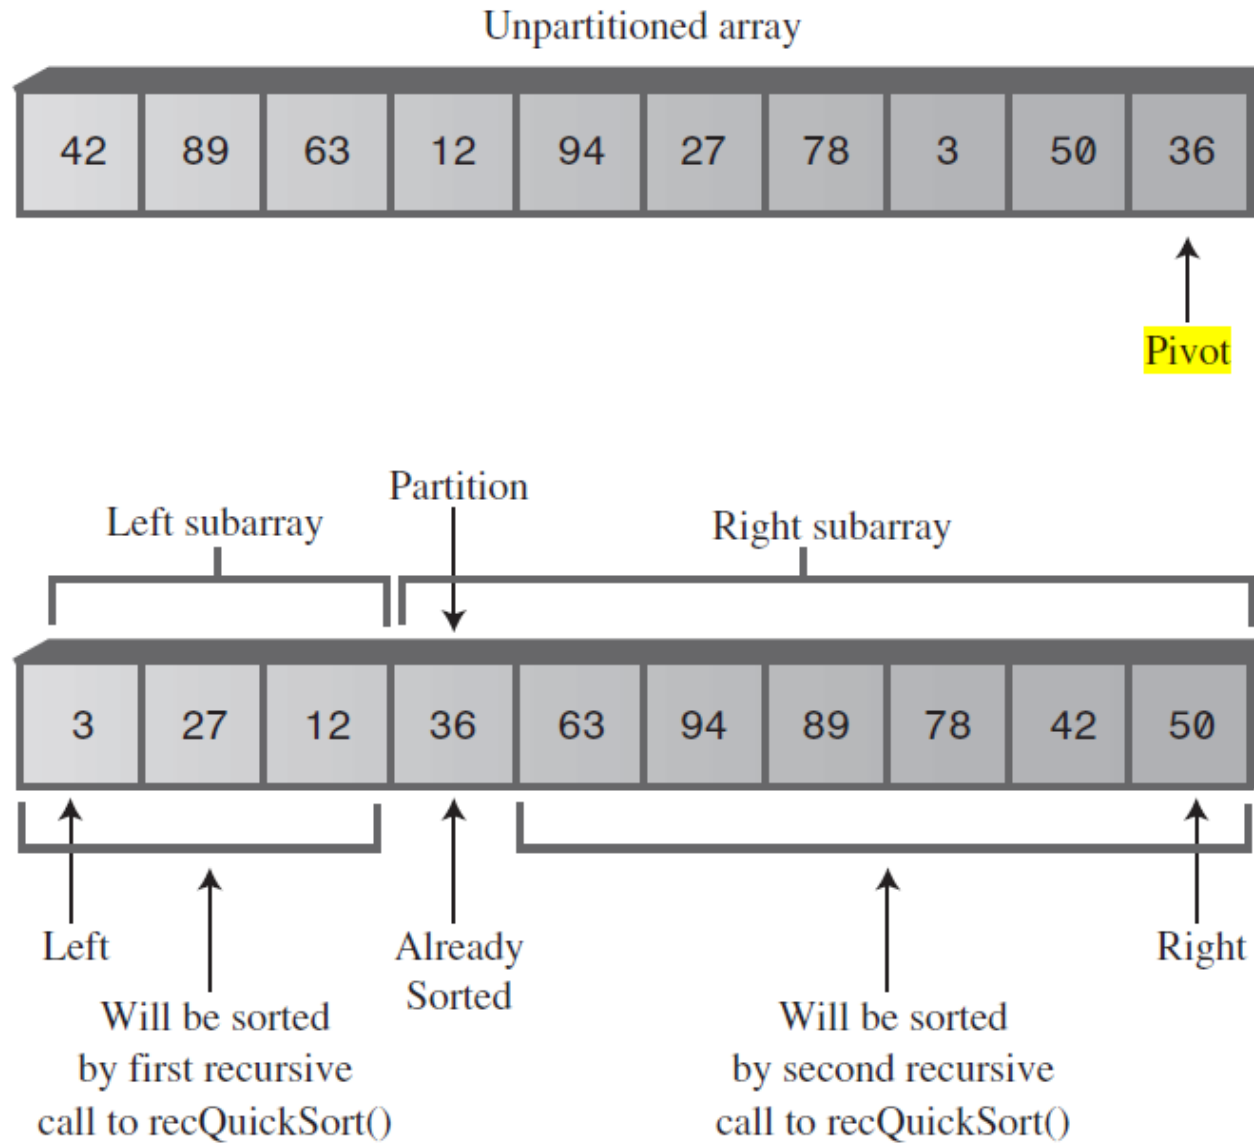 Unpartitioned array
42 89 63 12 94 27 78 3 50 36
Pivot
Partition
Left subarray
Right subarray
3 27 12 36 63 94 89 78 42 50
Left
Already
Sorted
Right
Will be sorted
by first recursive
call to recQuickSort()
Will be sorted
by second recursive
call to recQuickSort()